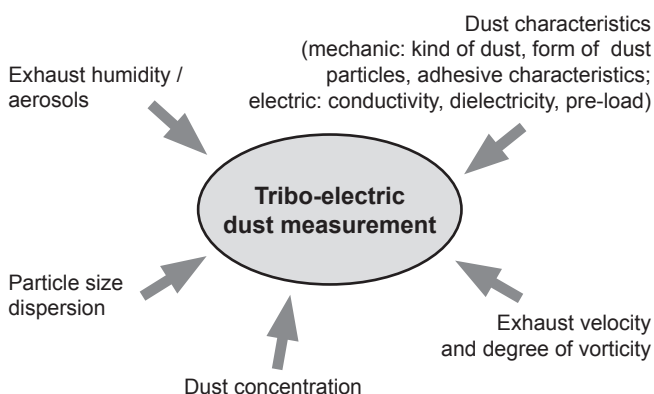 Dust characteristics
(mechanic: kind of dust, form of dust
particles, adhesive characteristics;
electric: conductivity, dielectricity, pre-load)
Exhaust humidity /
aerosols
Tribo-electric
dust measurement
Particle size
dispersion
Exhaust velocity
and degree of vorticity
Dust concentration